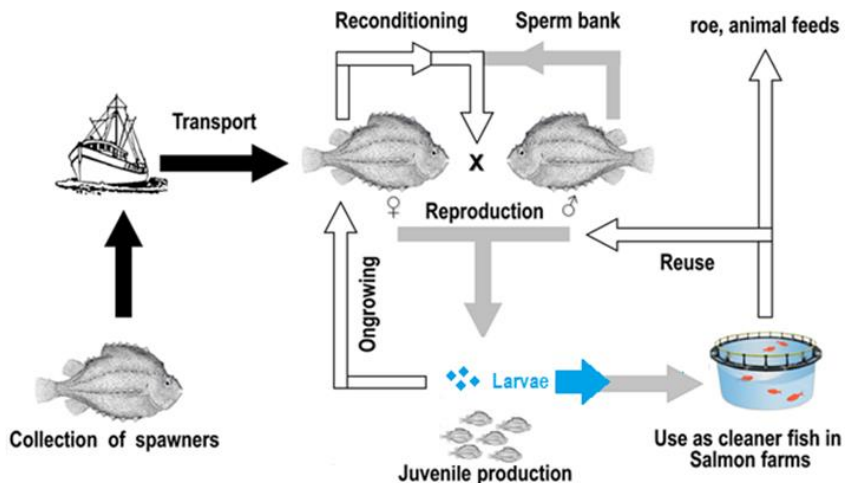 Reconditioning
Sperm bank
roe, animal feeds
Transport
X
♀
Reproduction
♂
Reuse
Ongrowing
Larvae
Collection of spawners
Juvenile production
Use as cleaner fish in
Salmon farms